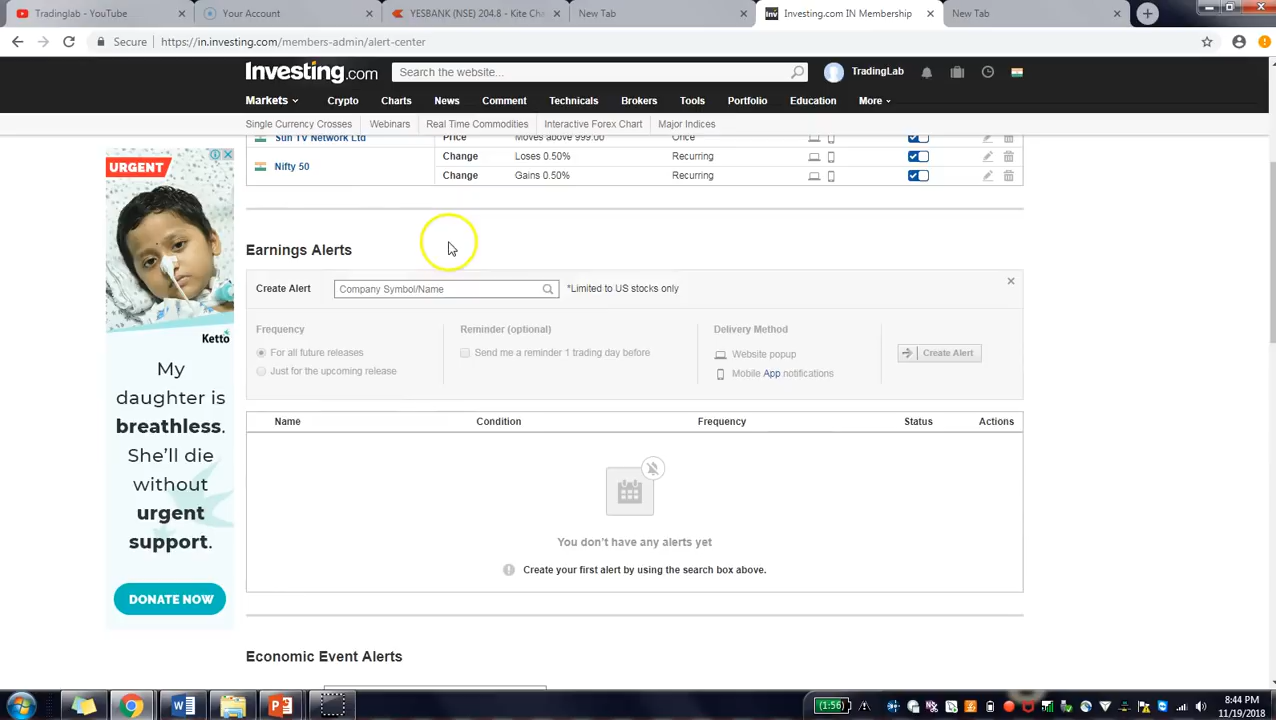 Tradinglab - YouTube
Your Account
YESBANK (NSE) 204.8 - Kite Ch
New Tab
Investing.com IN Membership
New Tab
Secure
https://in.investing.com/members-admin/alert-center
Investing.com
Search the website...
TradingLab
Markets
Crypto
Charts
News
Comment
Technicals
Brokers
Tools
Portfolio
Education
More
Single Currency Crosses
Webinars
Real Time Commodities
Interactive Forex Chart
Major Indices
Sun TV Network Ltd
Price
Moves above 999.00
Once
Nifty 50
Change
Loses 0.50%
Recurring
Change
Gains 0.50%
Recurring
URGENT
Ketto
My
daughter is
breathless.
She'll die
without
urgent
support.
DONATE NOW
Earnings Alerts
Create Alert
Company Symbol/Name
*Limited to US stocks only
Frequency
For all future releases
Just for the upcoming release
Reminder (optional)
Send me a reminder 1 trading day before
Delivery Method
Website popup
Mobile App notifications
Create Alert
Name
Condition
Frequency
Status
Actions
You don't have any alerts yet
Create your first alert by using the search box above.
Economic Event Alerts
(1:56)
8:44 PM
11/19/2018